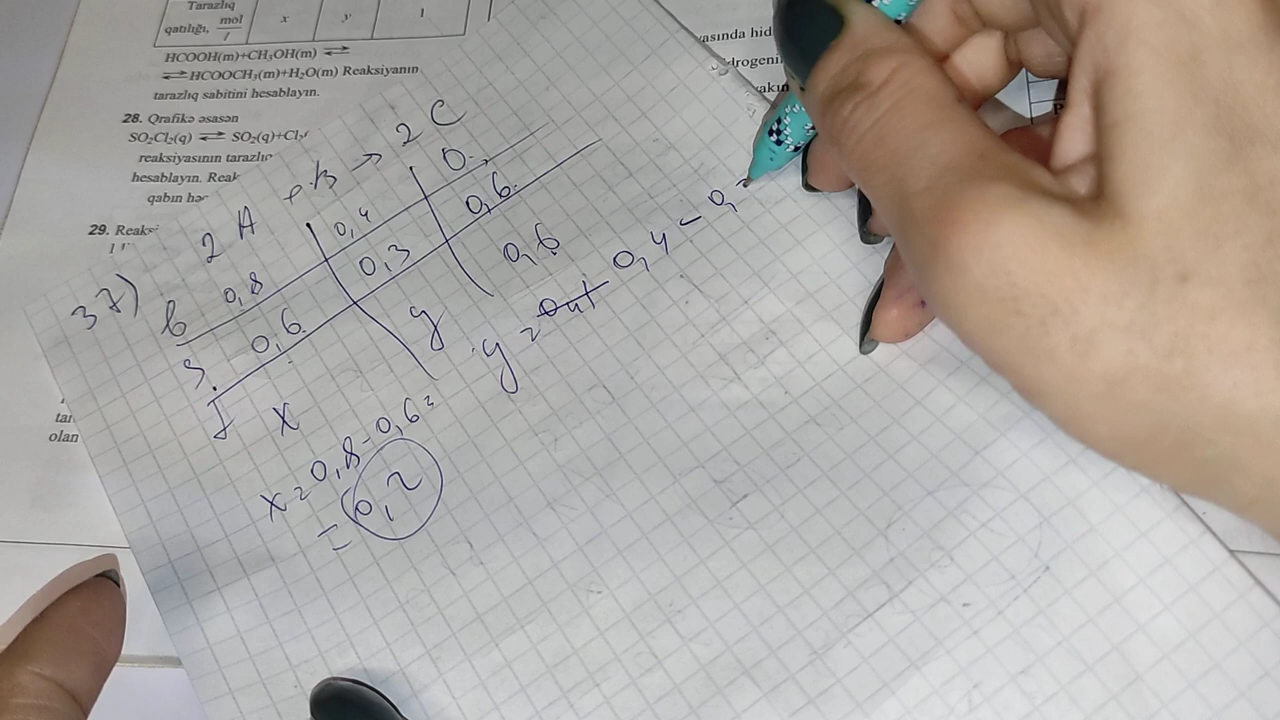 Tarazlıq
qatılığı, mol/l x y 1
HCOOH(m)+CH₃OH(m) ⇌
⇌HCOOCH₃(m)+H₂O(m) Reaksiyanın
tarazlıq sabitini hesablayın.
28. Qrafikə əsasən
SO₂Cl₂(q) ⇌ SO₂(q)+Cl₂
reaksiyasının
hesablayın.
29.
37) 2A + B → 2C
b 0,8 0,4 0
s. 0,6 0,3 0,6
T x y 0,6
x = 0,8 - 0,6 =
= 0,2
y = 0,4 - 0,
olan